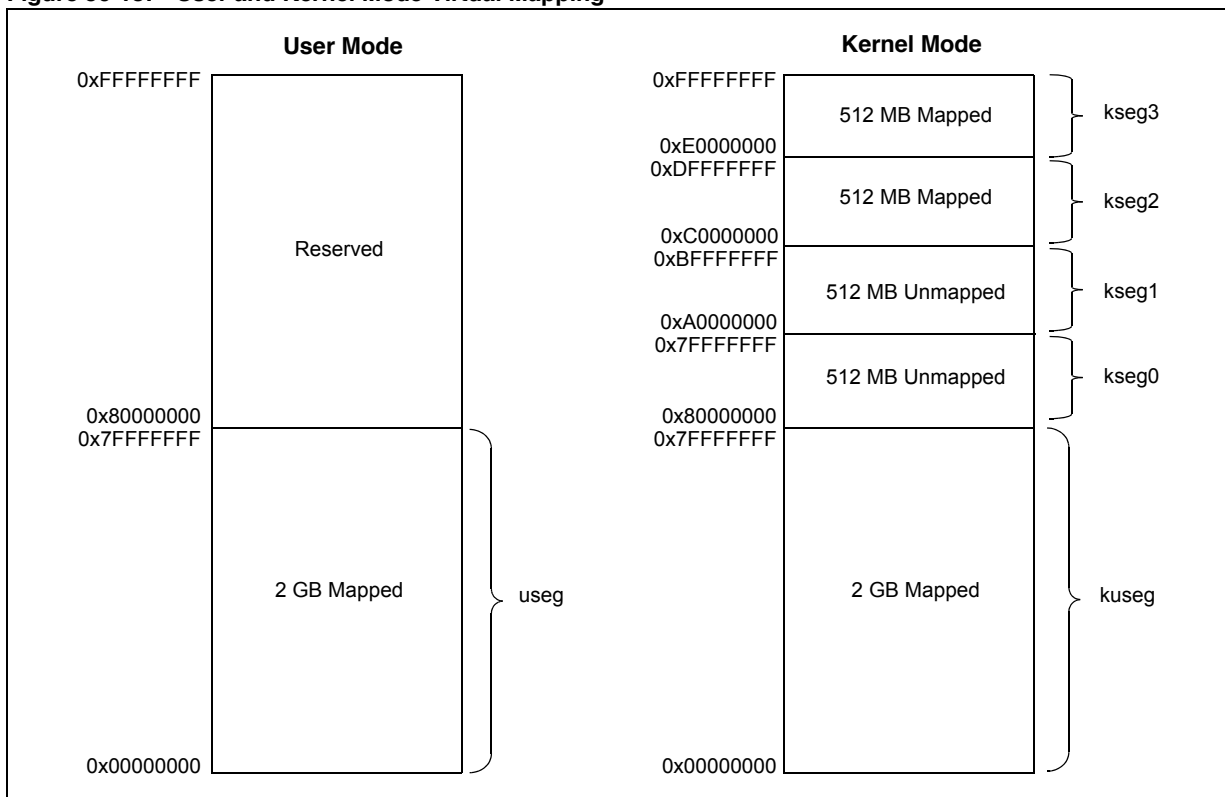 User Mode
0xFFFFFFFF
Reserved
0x80000000
0x7FFFFFFF
2 GB Mapped
useg
0x00000000
Kernel Mode
0xFFFFFFFF
512 MB Mapped
kseg3
0xE0000000
0xDFFFFFFF
512 MB Mapped
kseg2
0xC0000000
0xBFFFFFFF
512 MB Unmapped
kseg1
0xA0000000
0x7FFFFFFF
512 MB Unmapped
kseg0
0x80000000
0x7FFFFFFF
2 GB Mapped
kuseg
0x00000000